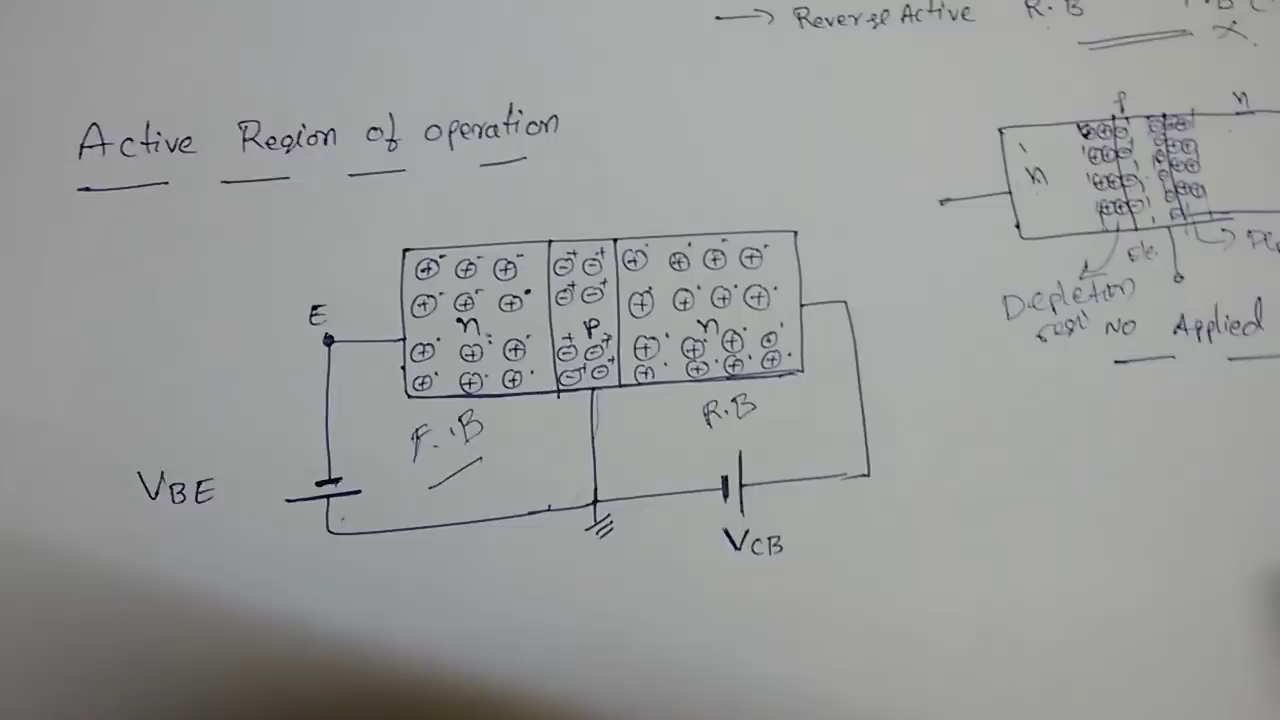 → Reverse Active R.B
Active Region of operation
p n
n
E
n p n
Depletion
No Applied
F.B R.B
VBE
VCB